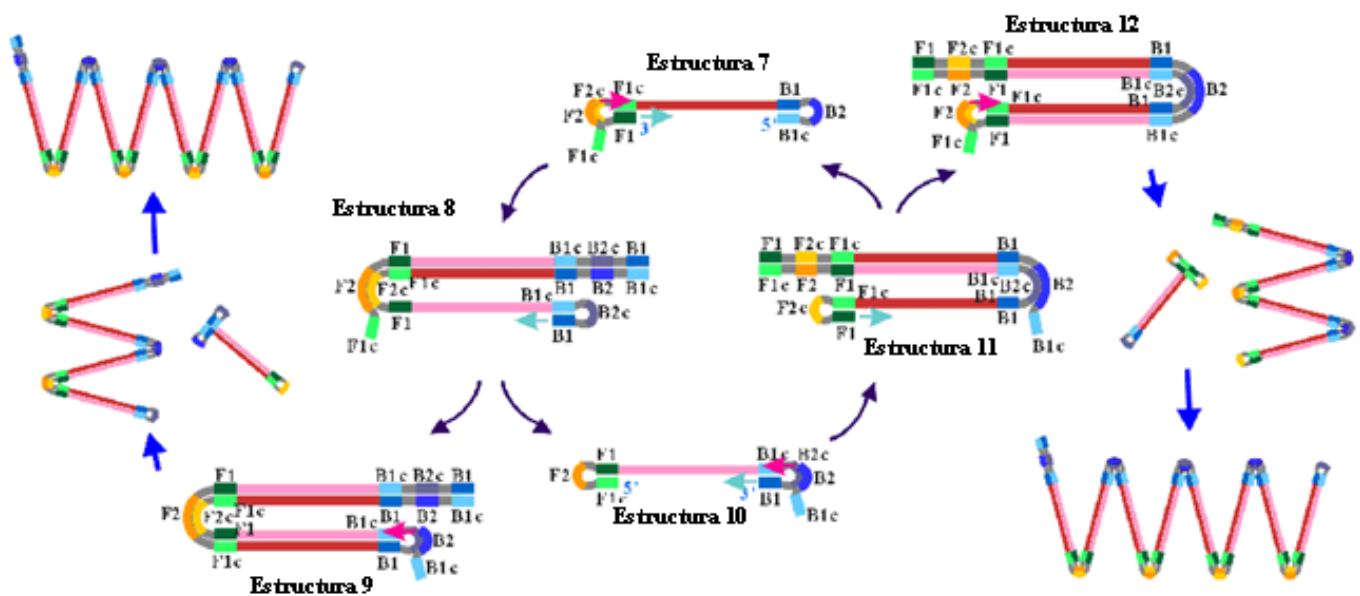 Estructura 12
F1 F2c F1c B1
F1c F2 F1 B1c B2c B2
F2 F1c B1
F1c F1 B1c
Estructura 7
F2c F1c B1
F2 B2
F1 3' 5' B1c
F1c
Estructura 8
F1 B1c B2c B1
F2 F2c F1c B1 B2 B1c
B1c
F1 B2c
F1c B1
F1 F2c F1c B1
F1c F2 F1 B1c B2c B2
F2c F1c B1
F1 B1
Estructura 11 B1c
F1 B1c B2c
F2 B2
F1c 5' 3' B1
B1c
Estructura 10
F1 B1c B2c B1
F2 F2c F1c B1 B2 B1c
F1 B1c B2
F1c B1 B1c
Estructura 9